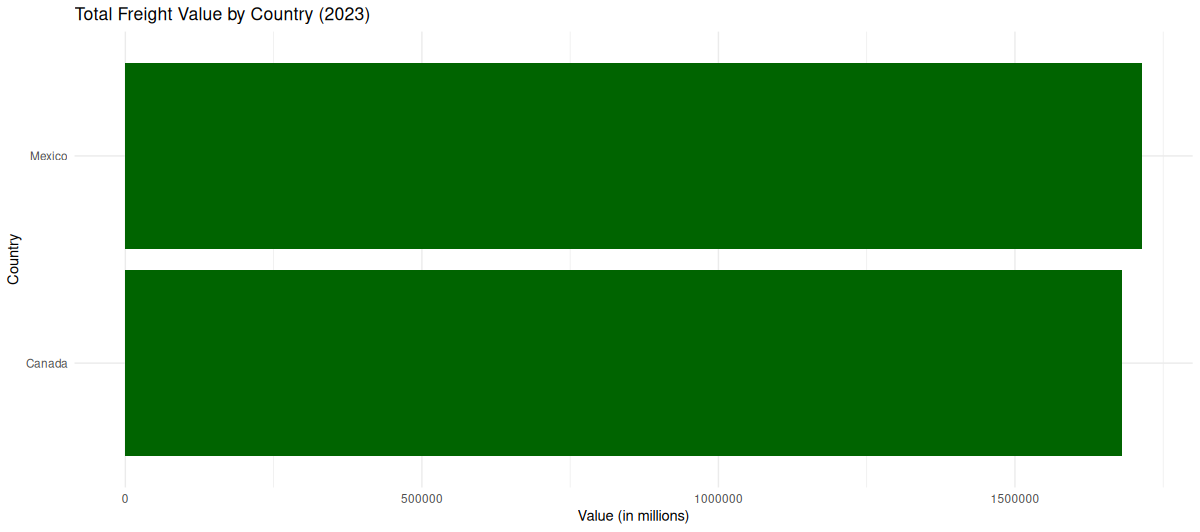 Total Freight Value by Country (2023)
Mexico
Canada
Country
0
500000
1000000
1500000
Value (in millions)